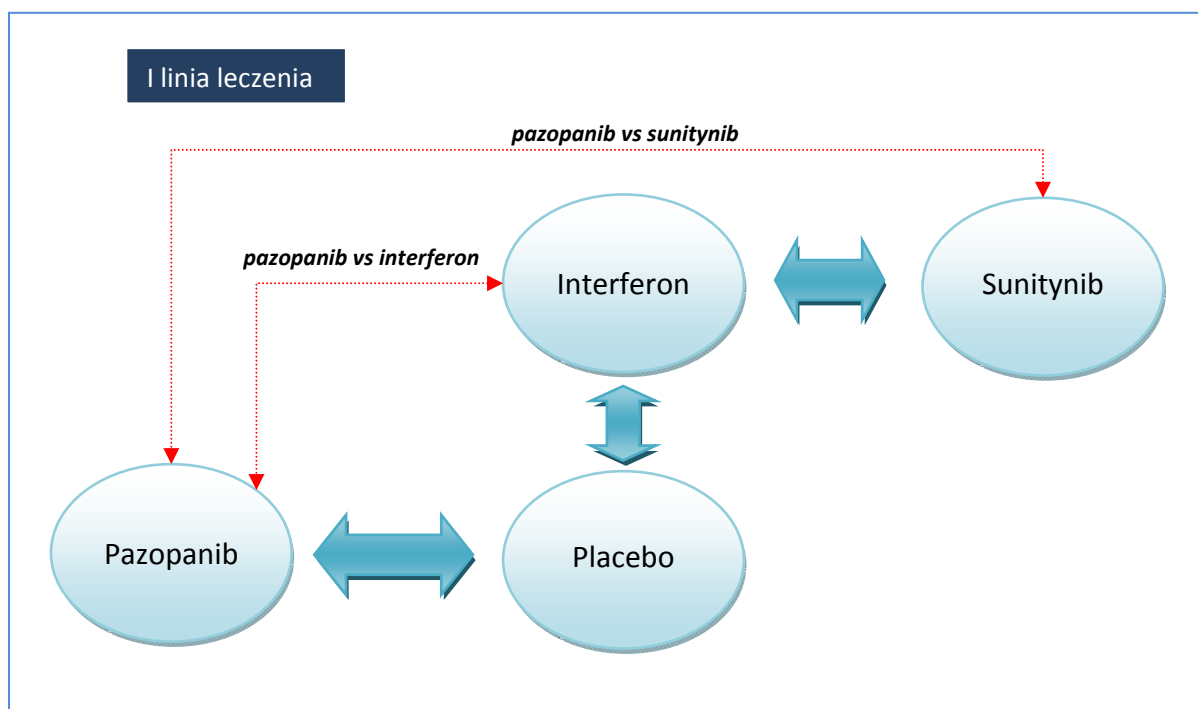 I linia leczenia
pazopanib vs sunitynib
pazopanib vs interferon
Interferon
Sunitynib
Pazopanib
Placebo